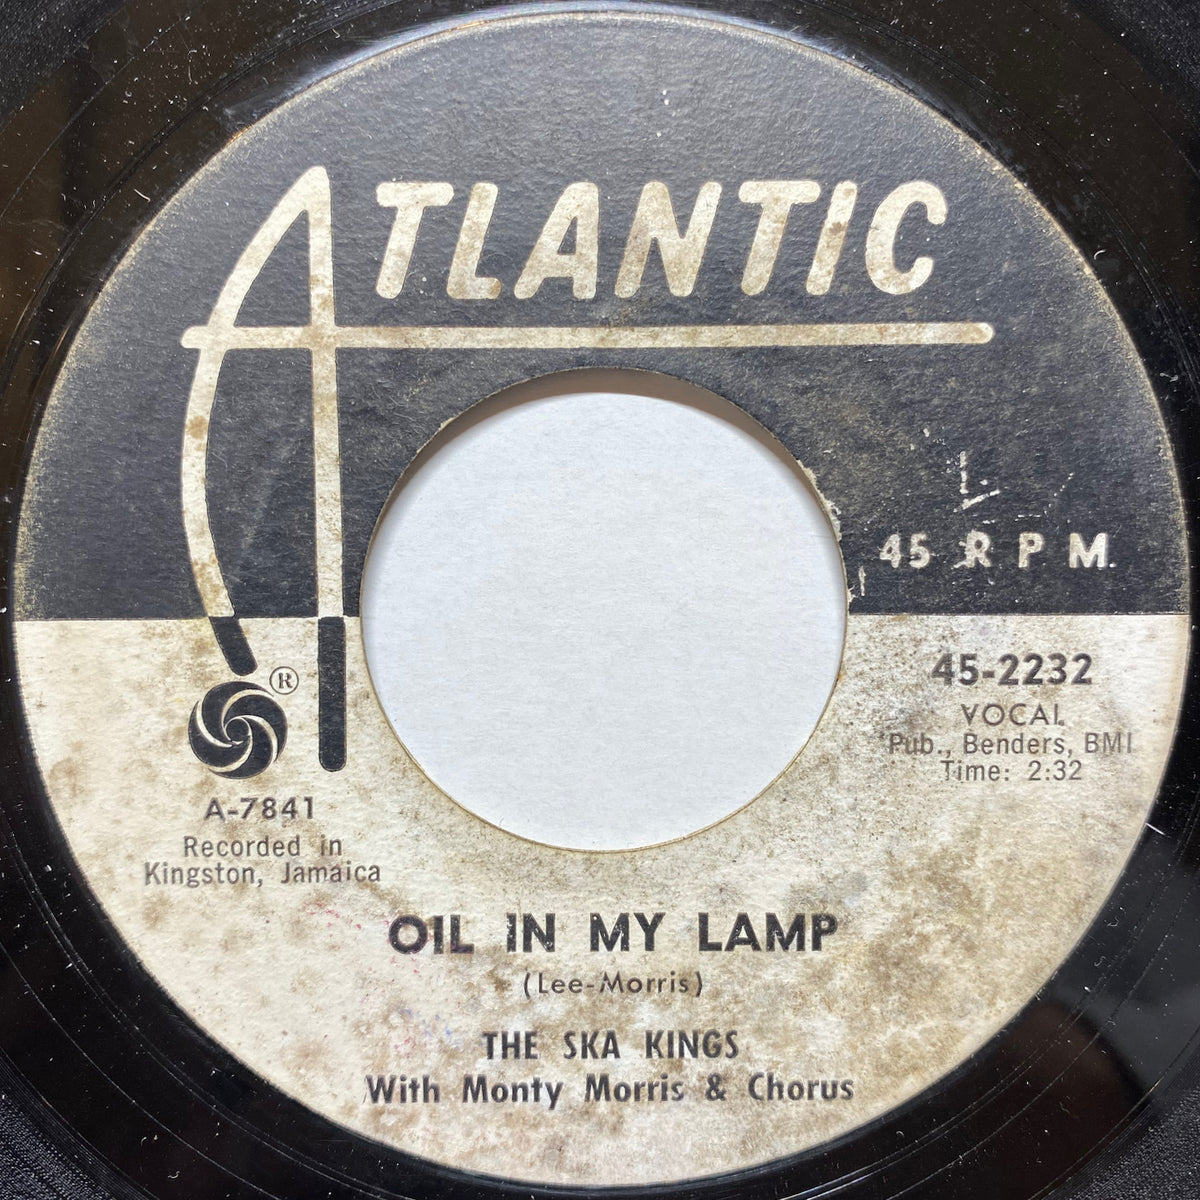 ATLANTIC
45 RPM.
®
45-2232
VOCAL
Pub., Benders, BMI
Time: 2:32
A-7841
Recorded in
Kingston, Jamaica
OIL IN MY LAMP
(Lee-Morris)
THE SKA KINGS
With Monty Morris & Chorus